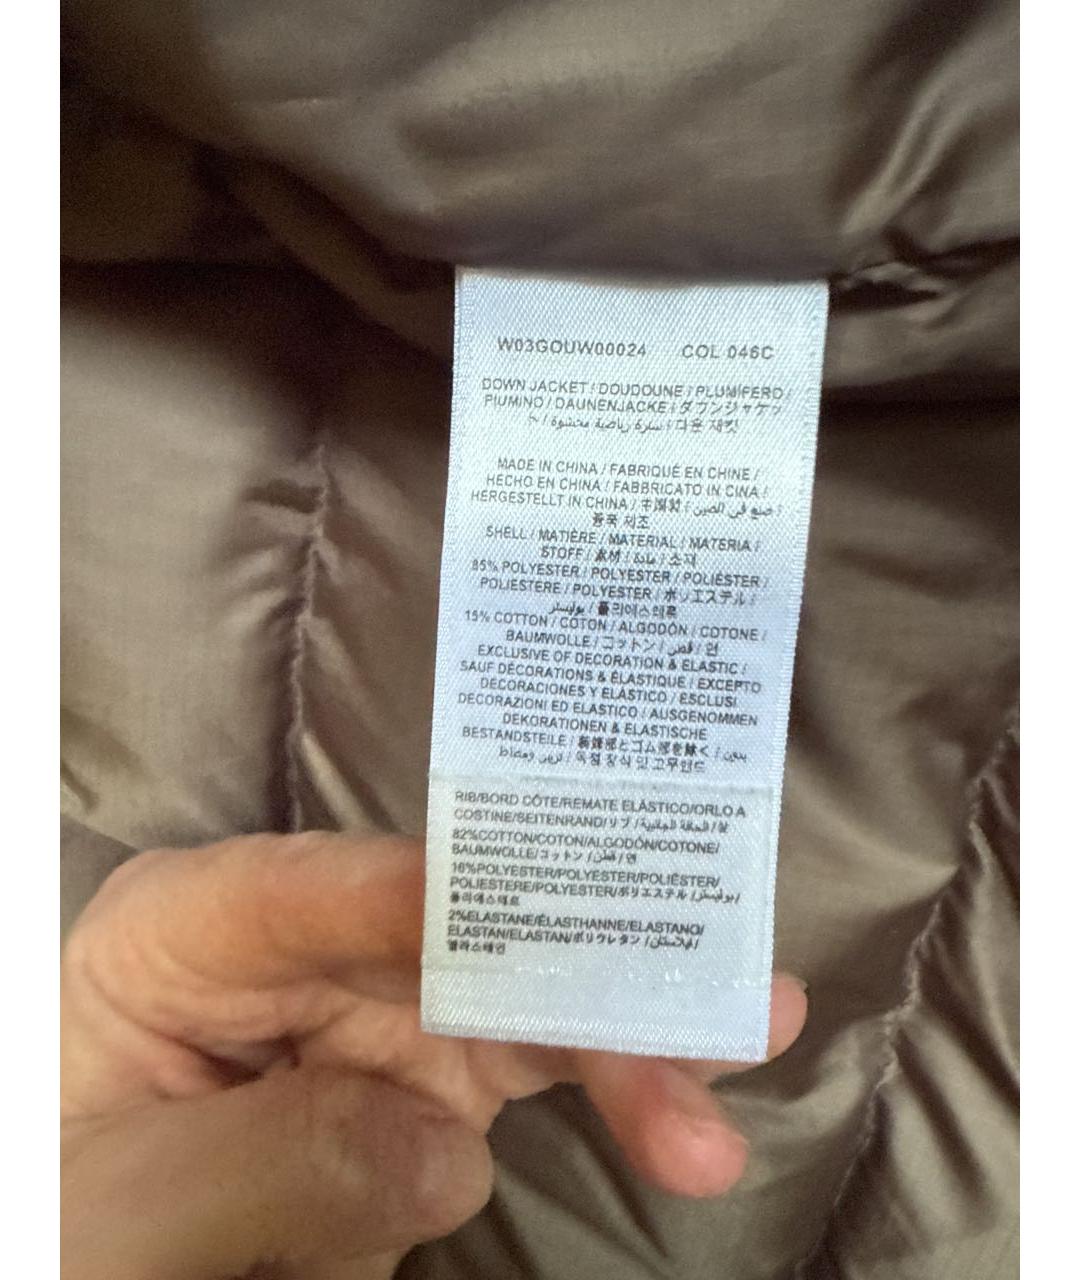 W03GOUW00024 COL 046C
DOWN JACKET / DOUDOUNE / PLUMÍFERO /
PIUMINO / DAUNENJACKE / ダウンジャケッ
ト / سترة رياضية محشوة / 다운 재킷
MADE IN CHINA / FABRIQUÉ EN CHINE /
HECHO EN CHINA / FABBRICATO IN CINA /
HERGESTELLT IN CHINA / 中国製 / صنع في الصين /
중국 제조
SHELL / MATIÈRE / MATERIAL / MATERIA /
STOFF / 素材 / مادة / 소재
85% POLYESTER / POLYESTER / POLIÉSTER /
POLIESTERE / POLYESTER / ポリエステル /
بوليستر / 폴리에스테르
15% COTTON / COTON / ALGODÓN / COTONE /
BAUMWOLLE / コットン / قطن / 면
EXCLUSIVE OF DECORATION & ELASTIC /
SAUF DÉCORATIONS & ÉLASTIQUE / EXCEPTO
DECORACIONES Y ELÁSTICO / ESCLUSI
DECORAZIONI ED ELASTICO / AUSGENOMMEN
DEKORATIONEN & ELASTISCHE
BESTANDSTEILE / 装飾部とゴム部を除く / بدون
تزيين ومطاط / 독점 장식 및 고무밴드
RIB/BORD CÔTE/REMATE ELÁSTICO/ORLO A
COSTINE/SEITENRAND/リブ/الحافة الجانبية/
82%COTTON/COTON/ALGODÓN/COTONE/
BAUMWOLLE/コットン/قطن/면
16%POLYESTER/POLYESTER/POLIÉSTER/
POLIESTERE/POLYESTER/ポリエステル/بوليستر/
폴리에스테르
2%ELASTANE/ÉLASTHANNE/ELASTANO/
ELASTAN/ELASTAN/ポリウレタン/إيلاستان/
엘라스테인